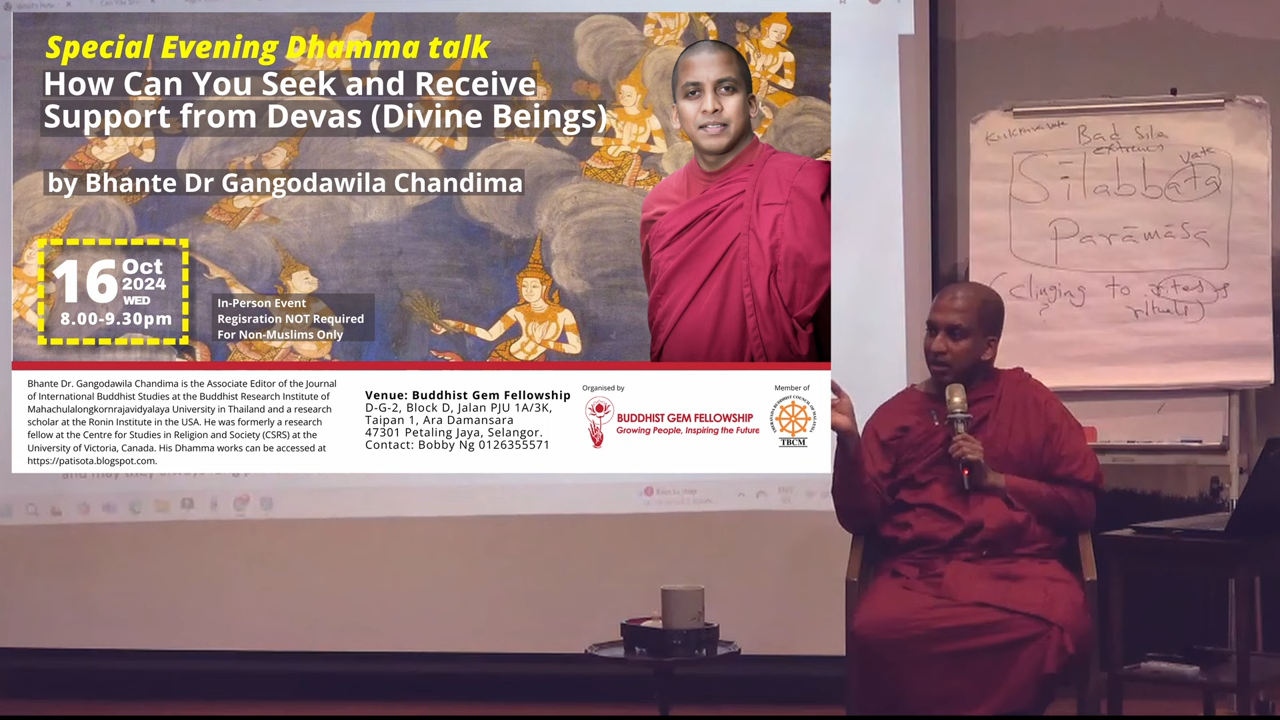 Special Evening Dhamma talk
How Can You Seek and Receive
Support from Devas (Divine Beings)
by Bhante Dr Gangodawila Chandima
16 Oct
2024
WED
8.00-9.30pm
In-Person Event
Regisration NOT Required
For Non-Muslims Only
Bhante Dr. Gangodawila Chandima is the Associate Editor of the Journal
of International Buddhist Studies at the Buddhist Research Institute of
Mahachulalongkornrajavidyalaya University in Thailand and a research
scholar at the Ronin Institute in the USA. He was formerly a research
fellow at the Centre for Studies in Religion and Society (CSRS) at the
University of Victoria, Canada. His Dhamma works can be accessed at
https://patisota.blogspot.com.
Venue: Buddhist Gem Fellowship
D-G-2, Block D, Jalan PJU 1A/3K,
Taipan 1, Ara Damansara
47301 Petaling Jaya, Selangor.
Contact: Bobby Ng 0126355571
Organised by
BUDDHIST GEM FELLOWSHIP
Growing People, Inspiring the Future
Member of
TBCM
Bad Sila
extremes
Vata
Sīlabbata
Parāmāsa
(Clinging to rites &
rituals)